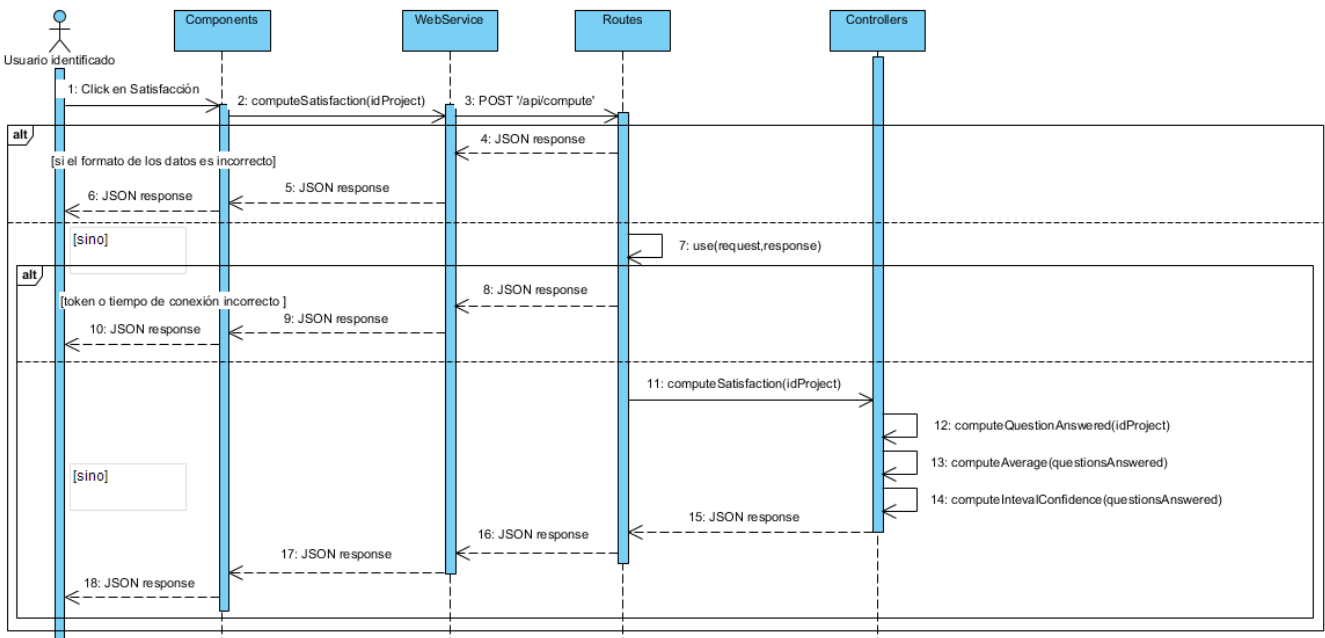 Components
WebService
Routes
Controllers
Usuario identificado
1: Click en Satisfacción
2: computeSatisfaction(idProject)
3: POST '/api/compute'
alt
4: JSON response
[si el formato de los datos es incorrecto]
5: JSON response
6: JSON response
[sino]
7: use(request,response)
alt
8: JSON response
[token o tiempo de conexión incorrecto ]
9: JSON response
10: JSON response
11: computeSatisfaction(idProject)
12: computeQuestionAnswered(idProject)
13: computeAverage(questionsAnswered)
[sino]
14: computeIntevalConfidence(questionsAnswered)
15: JSON response
16: JSON response
17: JSON response
18: JSON response